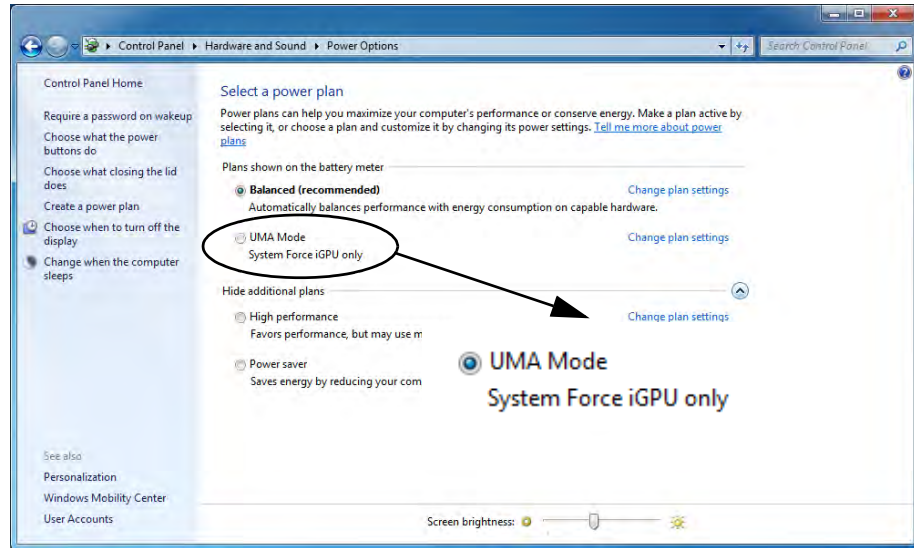 Control Panel ▸ Hardware and Sound ▸ Power Options
Search Control Panel
Control Panel Home
Require a password on wakeup
Choose what the power
buttons do
Choose what closing the lid
does
Create a power plan
Choose when to turn off the
display
Change when the computer
sleeps
See also
Personalization
Windows Mobility Center
User Accounts
Select a power plan
Power plans can help you maximize your computer's performance or conserve energy. Make a plan active by
selecting it, or choose a plan and customize it by changing its power settings. Tell me more about power
plans
Plans shown on the battery meter
Balanced (recommended) Change plan settings
Automatically balances performance with energy consumption on capable hardware.
UMA Mode Change plan settings
System Force iGPU only
Hide additional plans
High performance Change plan settings
Favors performance, but may use m
Power saver
Saves energy by reducing your com
UMA Mode
System Force iGPU only
Screen brightness: